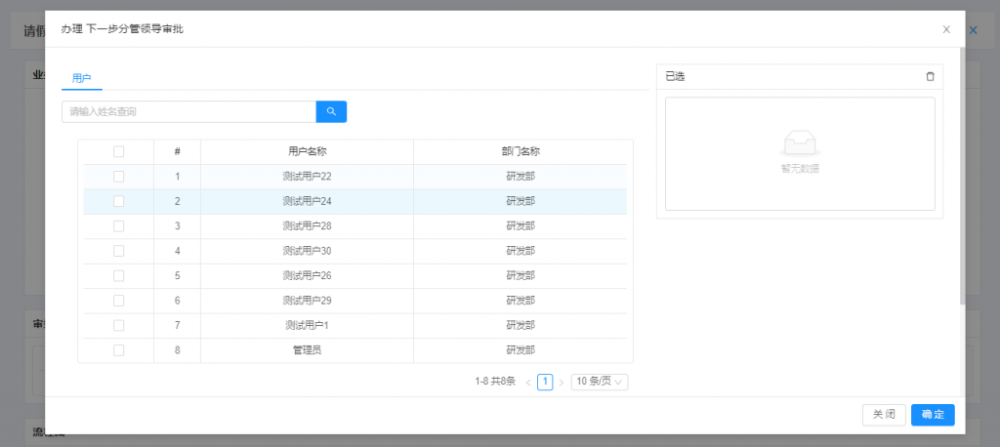 请假
办理 下一步分管领导审批
用户
已选
请输入姓名查询
# 用户名称 部门名称
1 测试用户22 研发部
2 测试用户24 研发部
3 测试用户28 研发部
4 测试用户30 研发部
5 测试用户26 研发部
6 测试用户29 研发部
7 测试用户1 研发部
8 管理员 研发部
暂无数据
1-8 共8条
1
10 条/页
关 闭
确 定